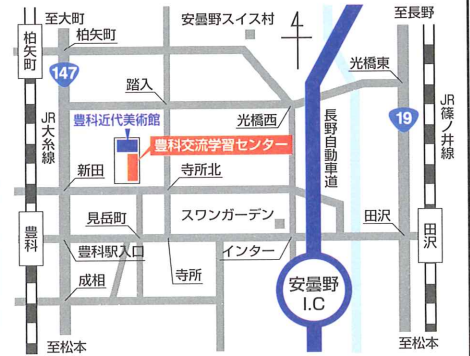 至大町
安曇野スイス村
至長野
柏矢町
柏矢町
147
踏入
光橋東
光橋西
19
JR大糸線
豊科近代美術館
豊科交流学習センター
長野自動車道
JR篠ノ井線
新田
寺所北
見岳町
スワンガーデン
田沢
田沢
豊科
豊科駅入口
インター
寺所
成相
安曇野
I.C
至松本
至松本